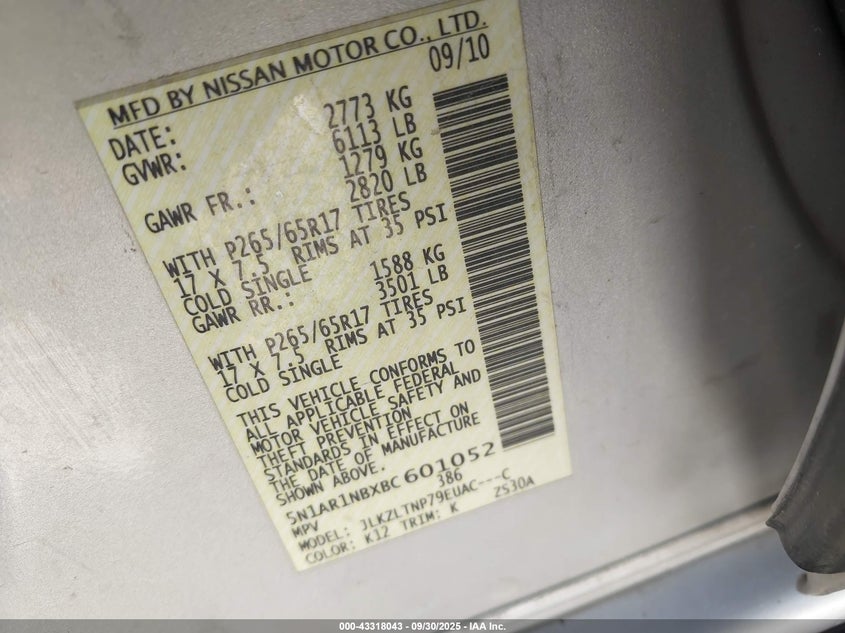 MFD BY NISSAN MOTOR CO., LTD.
DATE: 09/10
GVWR: 2773 KG
6113 LB
GAWR FR.: 1279 KG
2820 LB
WITH P265/65R17 TIRES
17 X 7.5 RIMS AT 35 PSI
COLD SINGLE
GAWR RR.: 1588 KG
3501 LB
WITH P265/65R17 TIRES
17 X 7.5 RIMS AT 35 PSI
COLD SINGLE
THIS VEHICLE CONFORMS TO
ALL APPLICABLE FEDERAL
MOTOR VEHICLE SAFETY AND
THEFT PREVENTION
STANDARDS IN EFFECT ON
THE DATE OF MANUFACTURE
SHOWN ABOVE.
5N1AR1NBXBC601052
MPV 386
MODEL: JLKZLTNP79EUAC---C
COLOR: K12 TRIM: K ZS30A
000-43318043 - 09/30/2025 - IAA Inc.